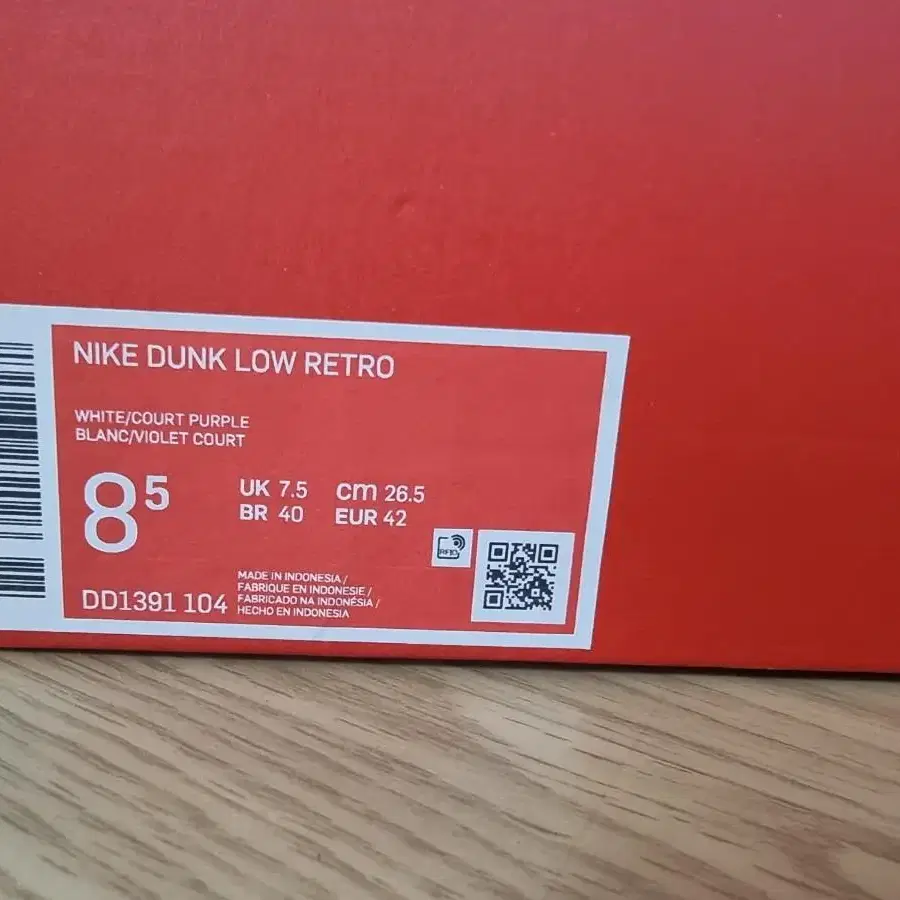 NIKE DUNK LOW RETRO
WHITE/COURT PURPLE
BLANC/VIOLET COURT
8⁵
UK 7.5 cm 26.5
BR 40 EUR 42
RFID
DD1391 104
MADE IN INDONESIA /
FABRIQUE EN INDONESIE /
FABRICADO NA INDONÉSIA /
HECHO EN INDONESIA